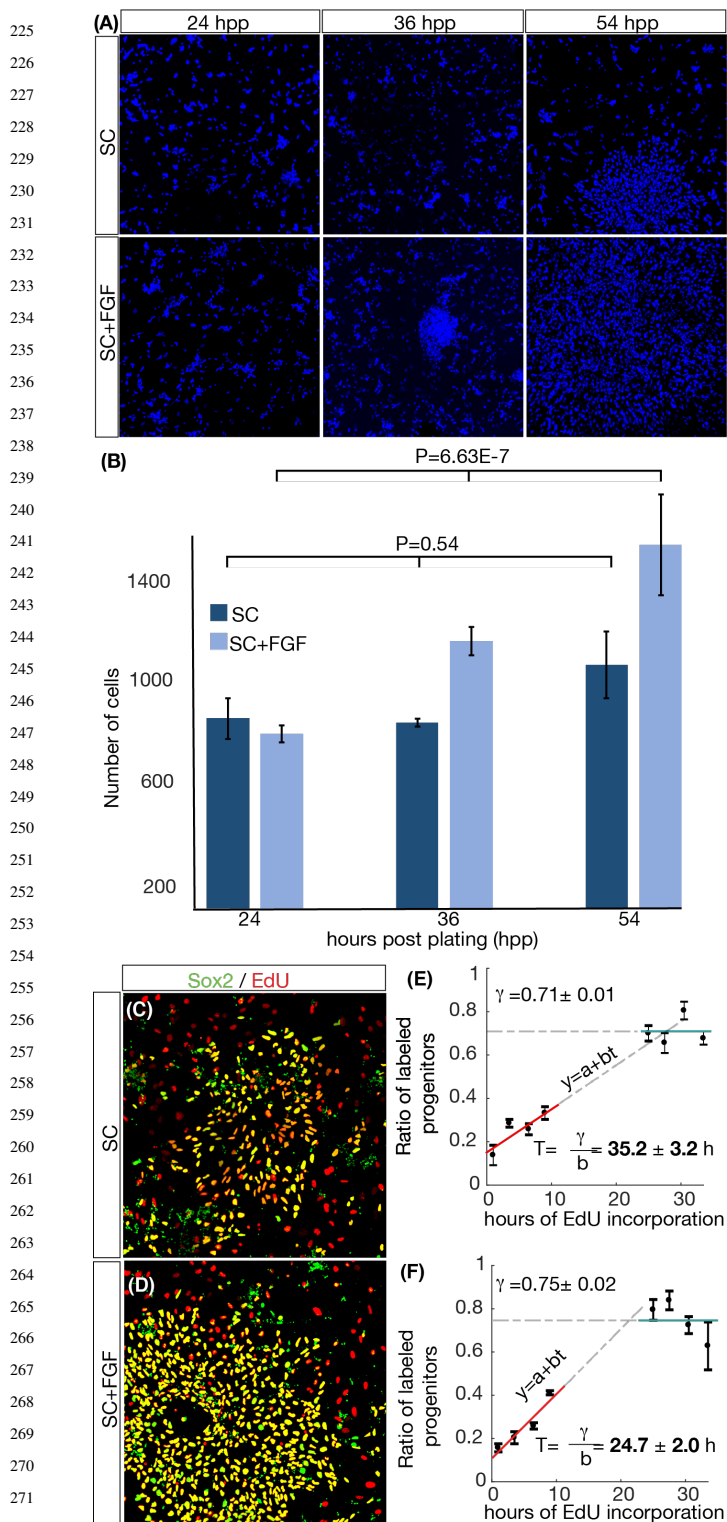 (A) 24 hpp 36 hpp 54 hpp
225
226
227
228
229
230
231
SC
232
233
234
235
236
237
SC+FGF
238
(B)
P=6.63E-7
239
240
241
P=0.54
242
1400
243
244
SC
SC+FGF
245
1000
246
247
Number of cells
248
600
249
250
251
200
252
24 36 54
253
hours post plating (hpp)
254
255
Sox2 / EdU
(C)
SC
256
257
258
259
260
261
262
263
(E)
γ =0.71± 0.01
y=a+bt
T= γ/b = 35.2 ± 3.2 h
Ratio of labeled
progenitors
1
0.8
0.6
0.4
0.2
0
0 10 20 30
hours of EdU incorporation
264
265
266
267
268
269
270
271
(D)
SC+FGF
(F)
γ =0.75± 0.02
y=a+bt
T= γ/b = 24.7 ± 2.0 h
Ratio of labeled
progenitors
1
0.8
0.6
0.4
0.2
0
0 10 20 30
hours of EdU incorporation